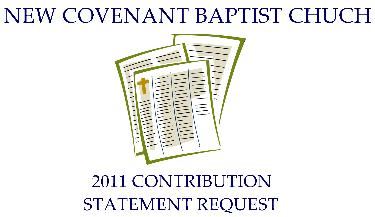 NEW COVENANT BAPTIST CHUCH
2011 CONTRIBUTION
STATEMENT REQUEST